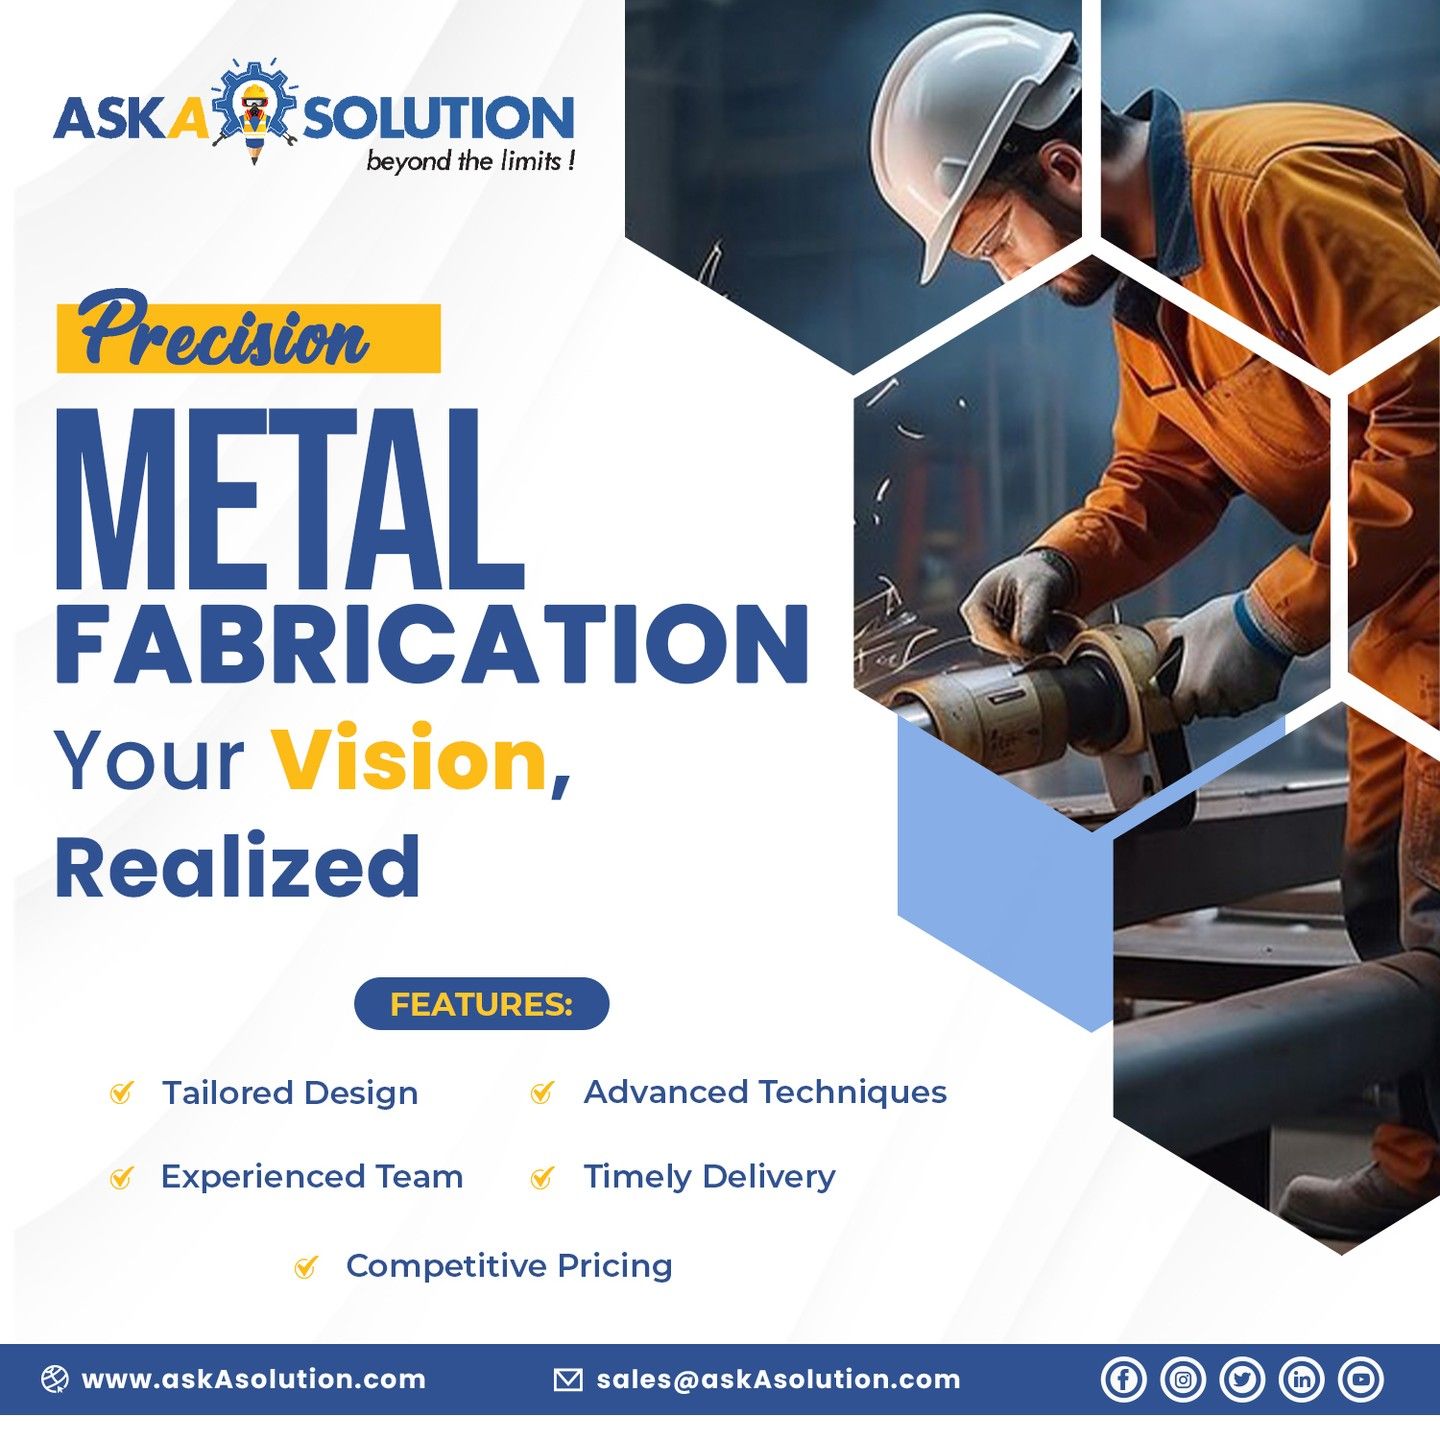 ASKA SOLUTION
beyond the limits !
Precision
METAL
FABRICATION
Your Vision,
Realized
FEATURES:
Tailored Design
Advanced Techniques
Experienced Team
Timely Delivery
Competitive Pricing
www.askAsolution.com
sales@askAsolution.com